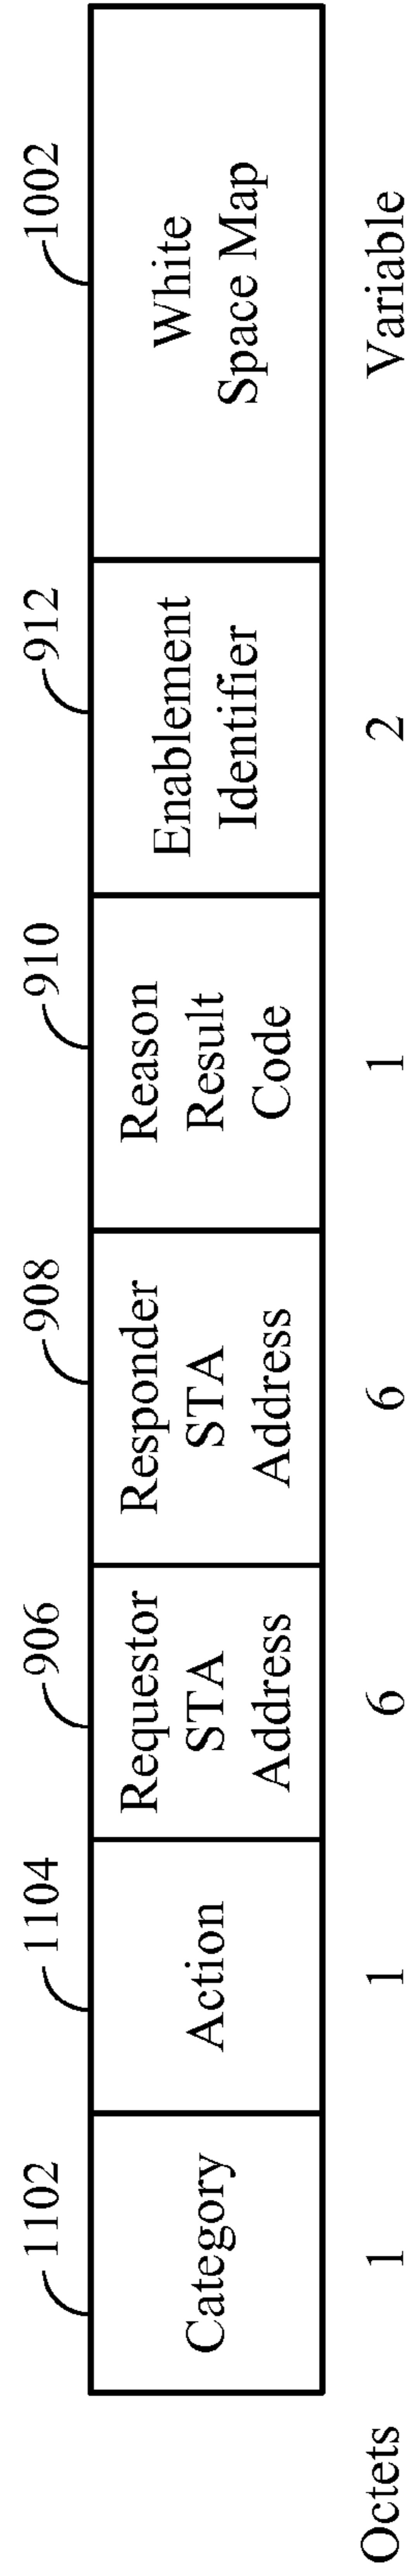 1102
1104
906
908
910
912
1002
Category
Action
Requestor
STA
Address
Responder
STA
Address
Reason
Result
Code
Enablement
Identifier
White
Space Map
Octets 1 1 6 6 1 2 Variable